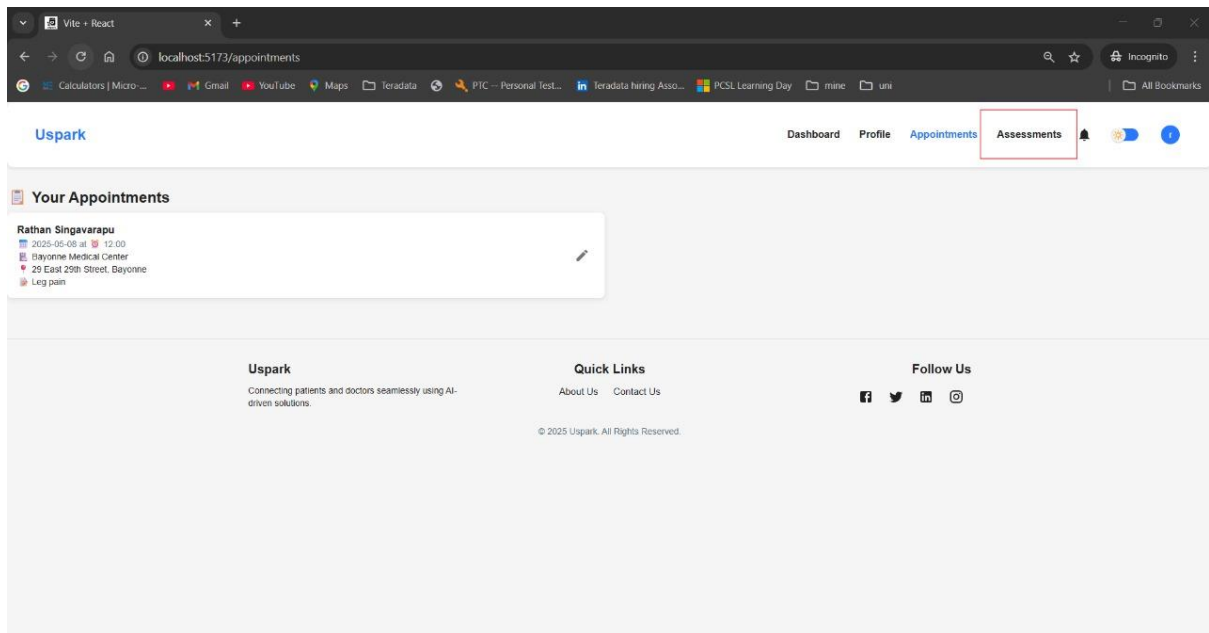 Vite + React
localhost:5173/appointments
Incognito
Calculators | Micro-... Gmail YouTube Maps Teradata PTC -- Personal Test... Teradata hiring Asso... PCSL Learning Day mine uni All Bookmarks
Uspark
Dashboard Profile Appointments Assessments
r
Your Appointments
Rathan Singavarapu
2025-05-08 at 12:00
Bayonne Medical Center
29 East 29th Street, Bayonne
Leg pain
Uspark
Connecting patients and doctors seamlessly using AI-
driven solutions.
Quick Links
About Us Contact Us
Follow Us
© 2025 Uspark. All Rights Reserved.